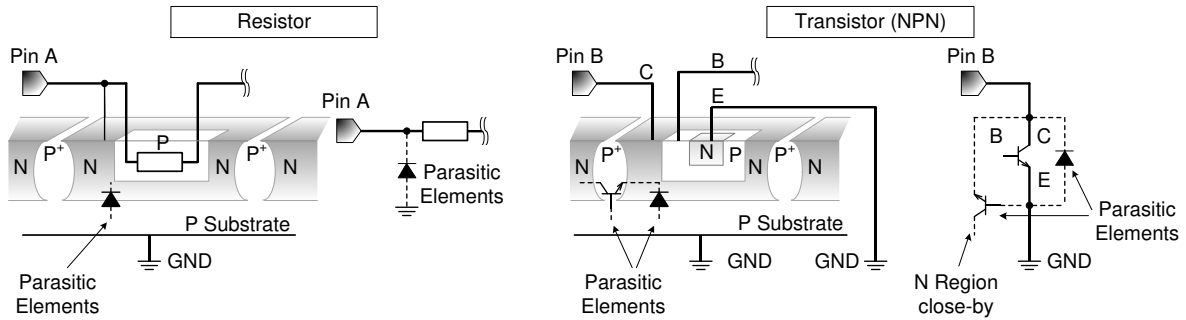 Resistor
Pin A
N
P+
N
P
N
P+
N
P Substrate
GND
Parasitic
Elements
Pin A
Parasitic
Elements
Transistor (NPN)
Pin B
C
B
E
N
P+
N
N
P
N
P+
N
P Substrate
GND
GND
Parasitic
Elements
Pin B
B
C
E
Parasitic
Elements
GND
N Region
close-by